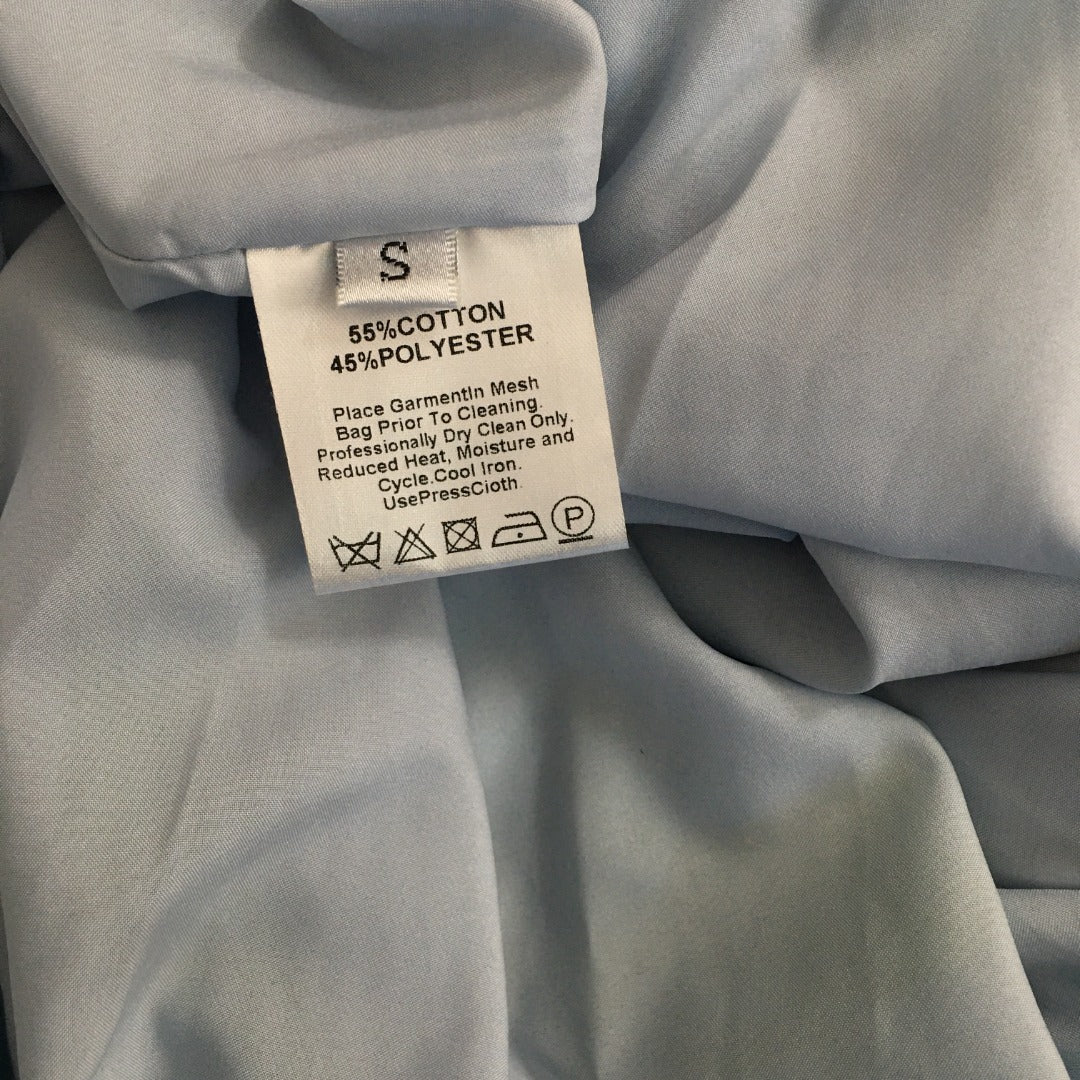 S
55%COTTON
45%POLYESTER
Place GarmentIn Mesh
Bag Prior To Cleaning.
Professionally Dry Clean Only.
Reduced Heat, Moisture and
Cycle.Cool Iron.
UsePressCloth.
P